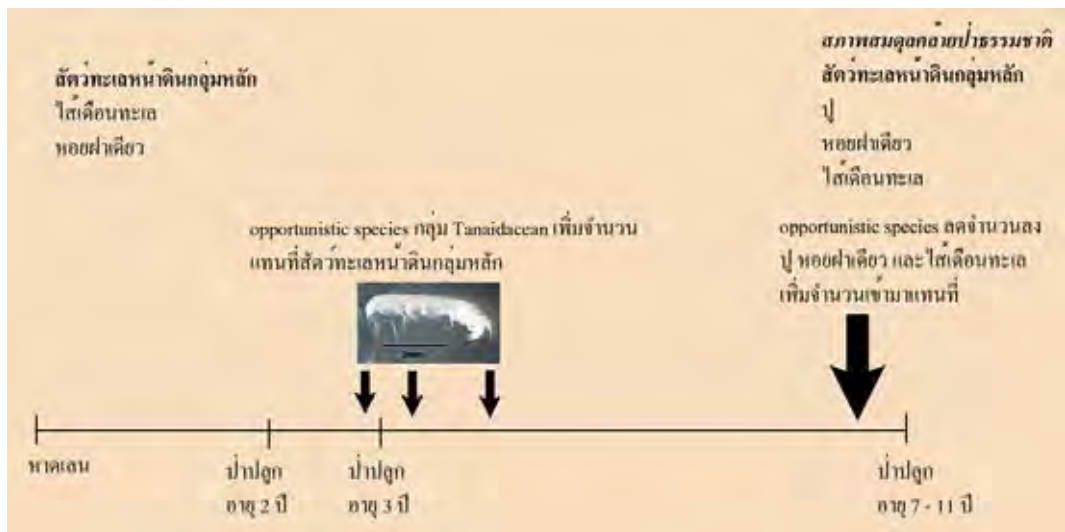 สัตว์ทะเลหน้าดินกลุ่มหลัก
ไส้เดือนทะเล
หอยฝาเดียว
สภาพสมดุลคล้ายป่าธรรมชาติ
สัตว์ทะเลหน้าดินกลุ่มหลัก
ปู
หอยฝาเดียว
ไส้เดือนทะเล
opportunistic species กลุ่ม Tanaidacean เพิ่มจำนวน
แทนที่สัตว์ทะเลหน้าดินกลุ่มหลัก
opportunistic species ลดจำนวนลง
ปู หอยฝาเดียว และไส้เดือนทะเล
เพิ่มจำนวนเข้ามาแทนที่
หาดเลน
ป่าปลูก
อายุ 2 ปี
ป่าปลูก
อายุ 3 ปี
ป่าปลูก
อายุ 7 - 11 ปี